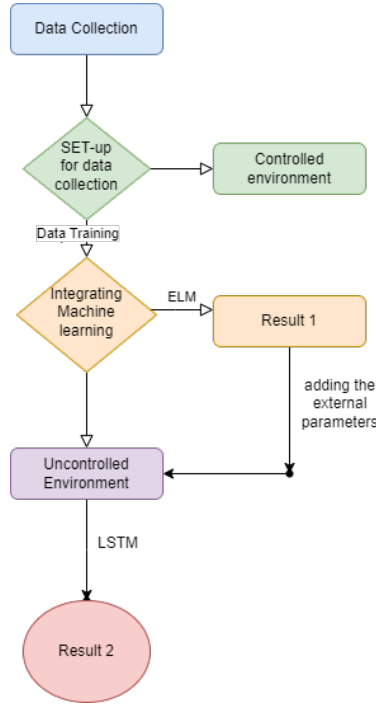 Data Collection
SET-up
for data
collection
Controlled
environment
Data Training
Integrating
Machine
learning
ELM
Result 1
adding the
external
parameters
Uncontrolled
Environment
LSTM
Result 2